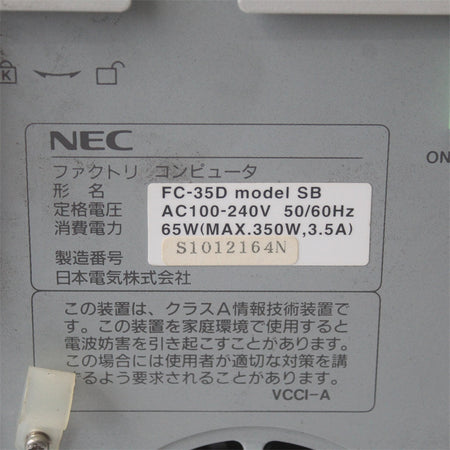 K
NEC
ON
ファクトリ コンピュータ
形 名 FC-35D model SB
定格電圧 AC100-240V 50/60Hz
消費電力 65W(MAX.350W,3.5A)
製造番号 S1012164N
日本電気株式会社
この装置は、クラスA情報技術装置で
す。この装置を家庭環境で使用すると
電波妨害を引き起こすことがあります。
この場合には使用者が適切な対策を講
るよう要求されることがあります。
VCCI-A